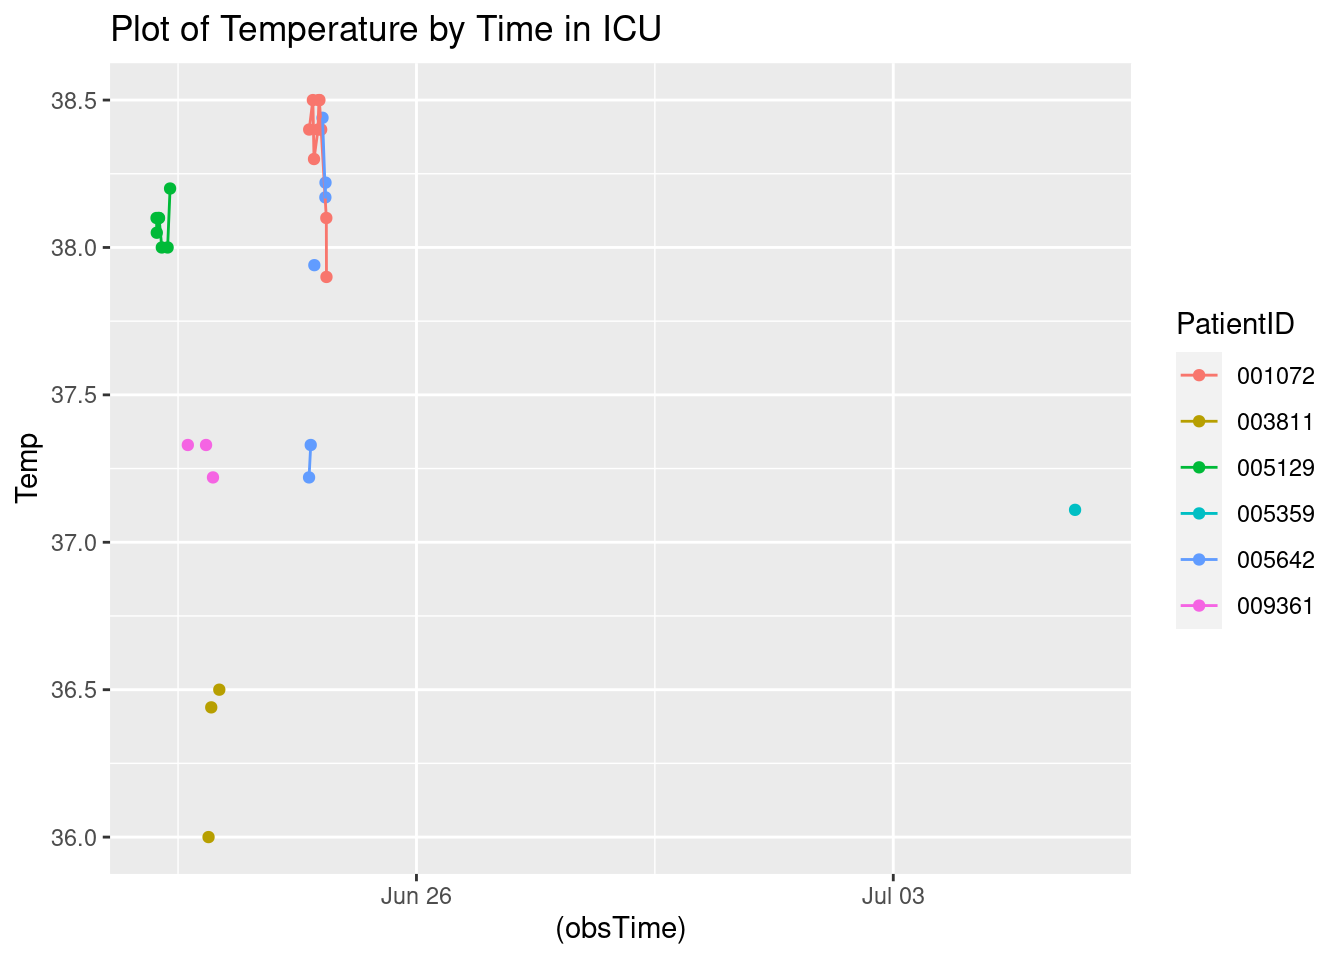 Plot of Temperature by Time in ICU
38.5
38.0
37.5
37.0
36.5
36.0
Temp
Jun 26
Jul 03
(obsTime)
PatientID
001072
003811
005129
005359
005642
009361